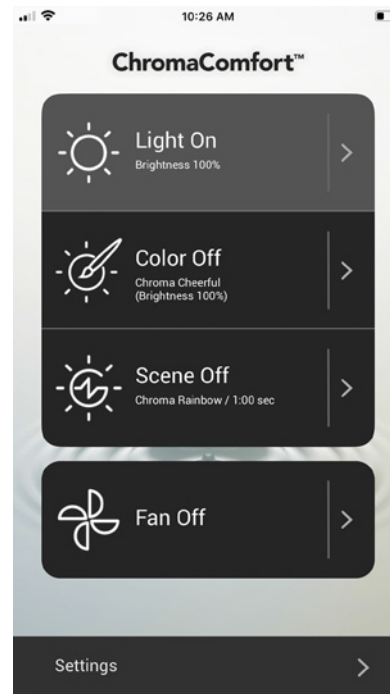 10:26 AM
ChromaComfort™
Light On
Brightness 100%
Color Off
Chroma Cheerful
(Brightness 100%)
Scene Off
Chroma Rainbow / 1:00 sec
Fan Off
Settings